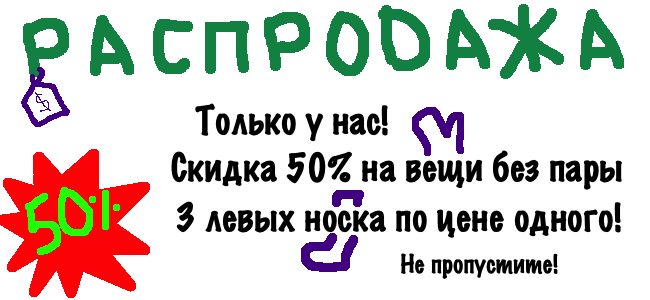 РАСПРОДАЖА
$
Только у нас!
Скидка 50% на вещи без пары
50%
3 левых носка по цене одного!
Не пропустите!